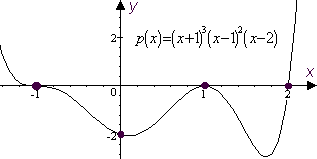 y
2
p(x)=(x+1)³(x-1)²(x-2)
x
-1
0
1
2
-2